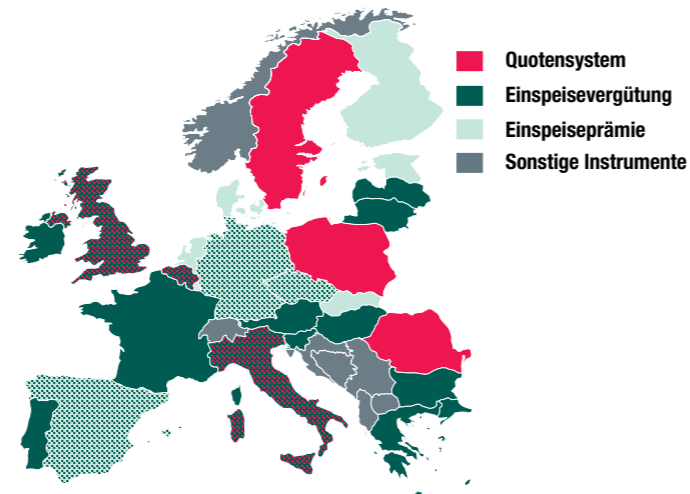 Quotensystem
Einspeisevergütung
Einspeiseprämie
Sonstige Instrumente